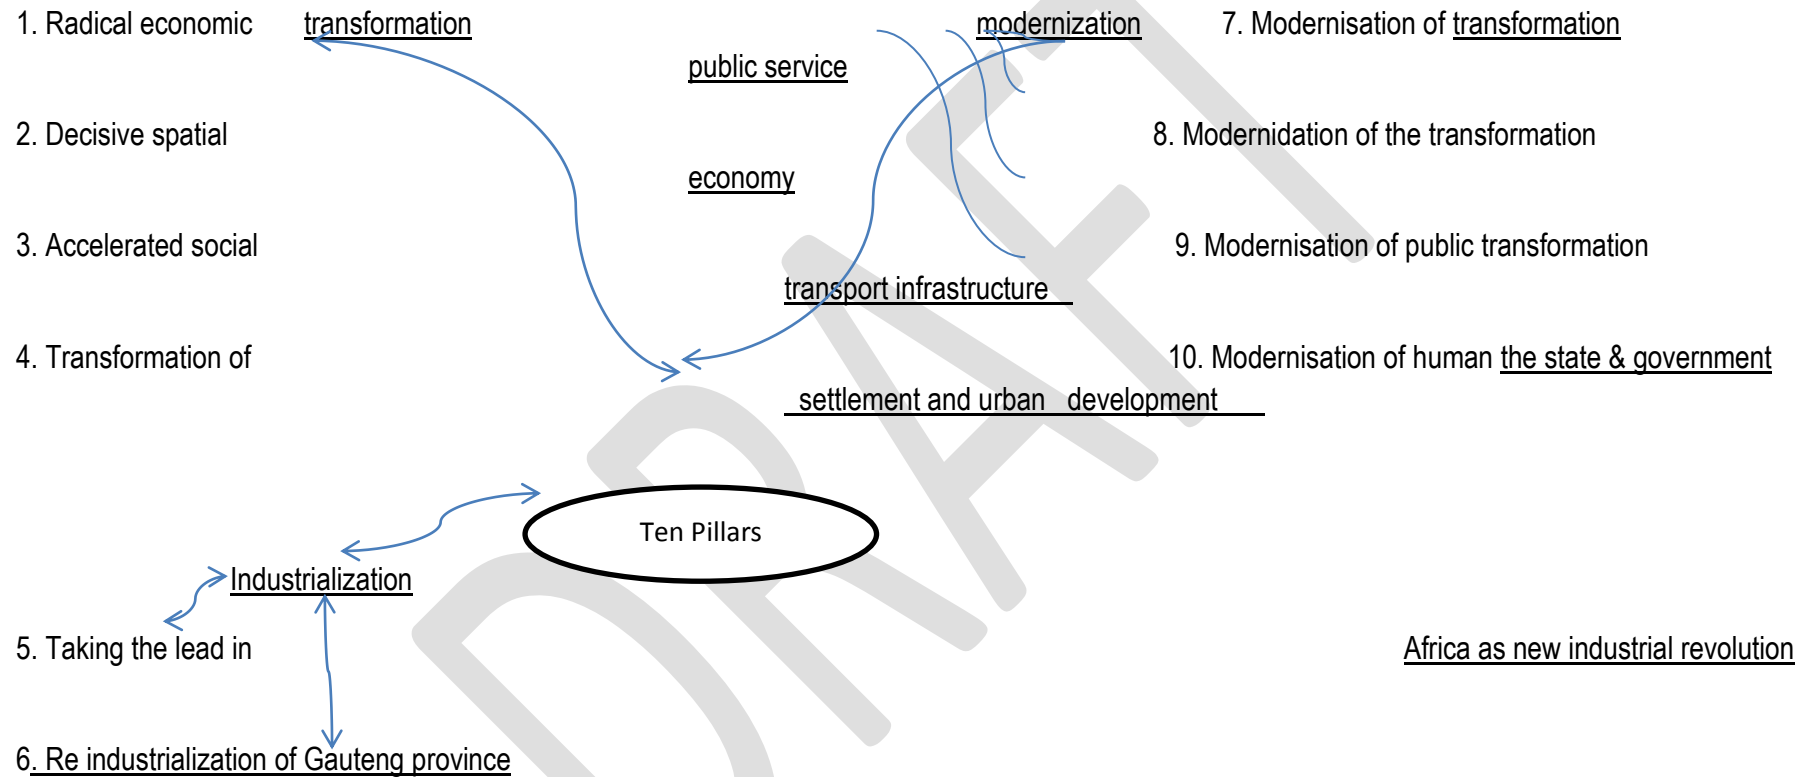 1. Radical economic transformation modernization 7. Modernisation of transformation
public service
2. Decisive spatial 8. Modernidation of the transformation
economy
3. Accelerated social 9. Modernisation of public transformation
transport infrastructure
4. Transformation of 10. Modernisation of human the state & government
settlement and urban development
Ten Pillars
Industrialization
5. Taking the lead in Africa as new industrial revolution
6. Re industrialization of Gauteng province
DRAFT